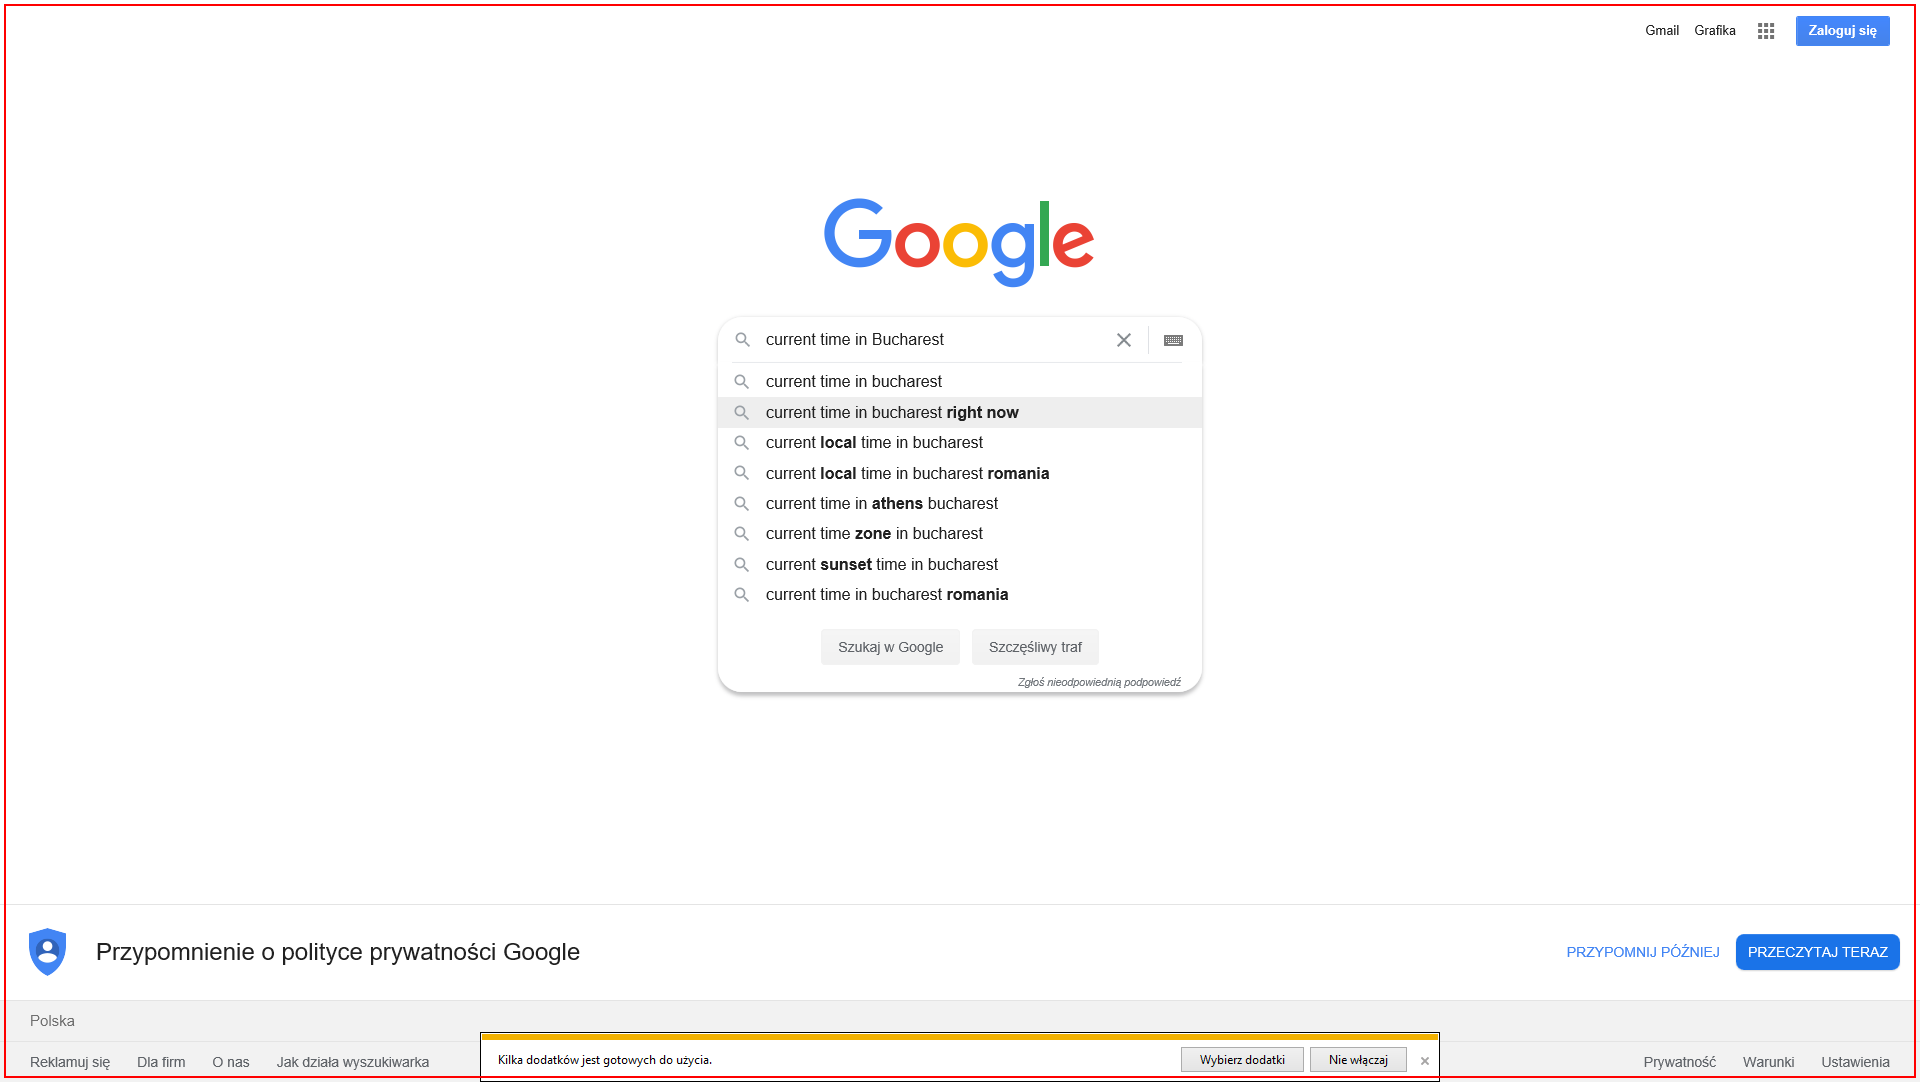 Gmail Grafika Zaloguj się
Google
current time in Bucharest
current time in bucharest
current time in bucharest right now
current local time in bucharest
current local time in bucharest romania
current time in athens bucharest
current time zone in bucharest
current sunset time in bucharest
current time in bucharest romania
Szukaj w Google Szczęśliwy traf
Zgłoś nieodpowiednią podpowiedź
Przypomnienie o polityce prywatności Google PRZYPOMNIJ PÓŹNIEJ PRZECZYTAJ TERAZ
Polska
Reklamuj się Dla firm O nas Jak działa wyszukiwarka Prywatność Warunki Ustawienia
Kilka dodatków jest gotowych do użycia. Wybierz dodatki Nie włączaj